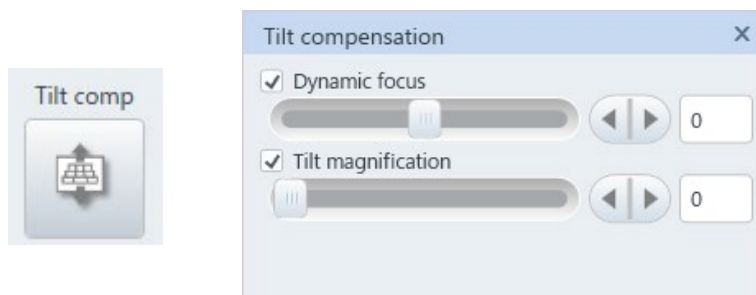 Tilt comp
Tilt compensation
Dynamic focus
0
Tilt magnification
0